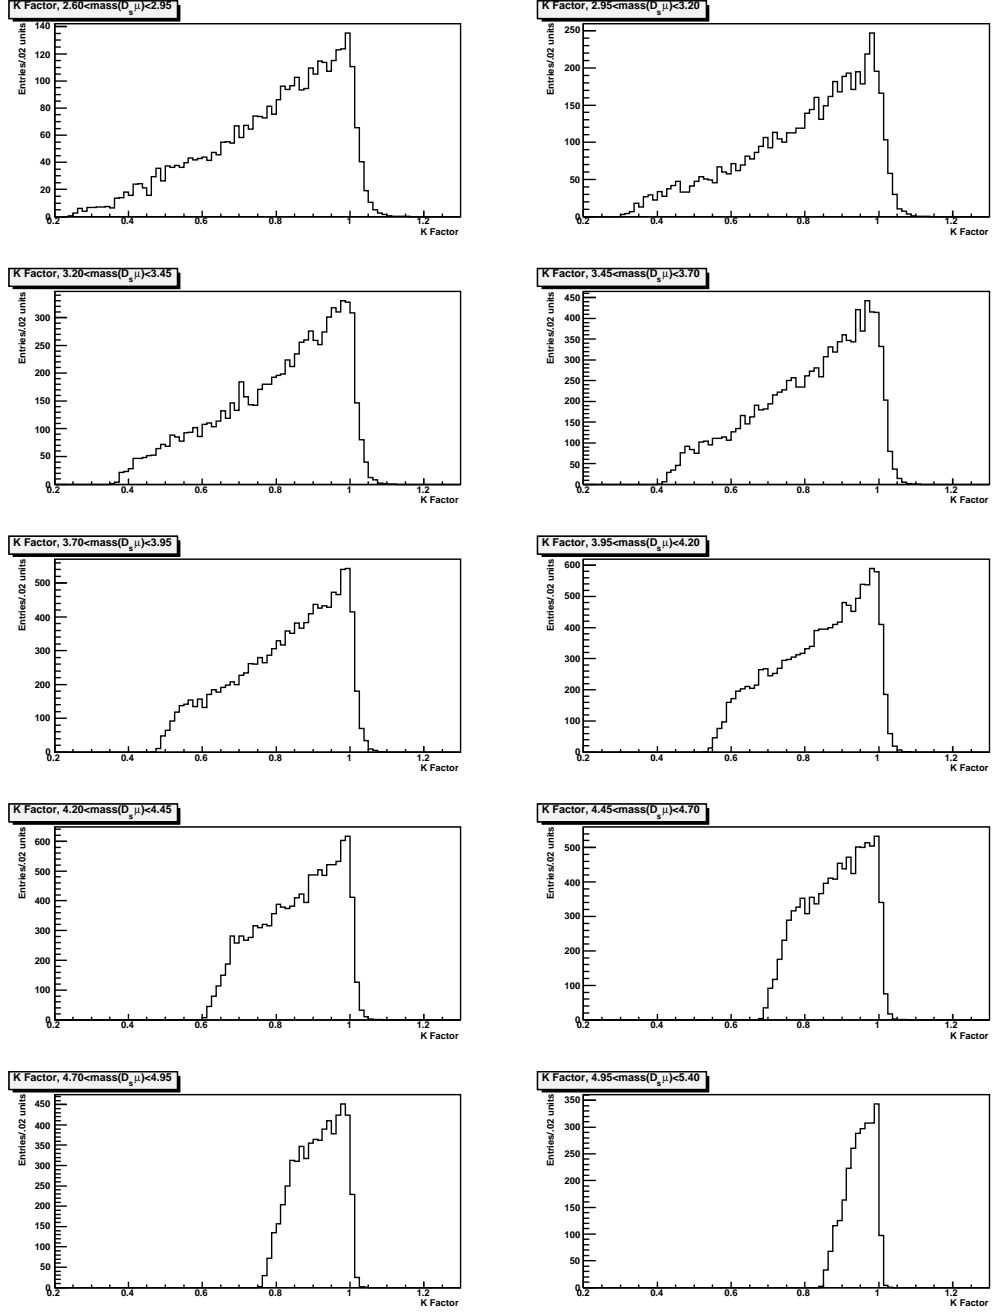 K Factor, 2.60<mass(D_s μ)<2.95
Entries/.02 units
140
120
100
80
60
40
20
0
0.2 0.4 0.6 0.8 1 1.2
K Factor
K Factor, 2.95<mass(D_s μ)<3.20
Entries/.02 units
250
200
150
100
50
0
0.2 0.4 0.6 0.8 1 1.2
K Factor
K Factor, 3.20<mass(D_s μ)<3.45
Entries/.02 units
300
250
200
150
100
50
0
0.2 0.4 0.6 0.8 1 1.2
K Factor
K Factor, 3.45<mass(D_s μ)<3.70
Entries/.02 units
450
400
350
300
250
200
150
100
50
0
0.2 0.4 0.6 0.8 1 1.2
K Factor
K Factor, 3.70<mass(D_s μ)<3.95
Entries/.02 units
500
400
300
200
100
0
0.2 0.4 0.6 0.8 1 1.2
K Factor
K Factor, 3.95<mass(D_s μ)<4.20
Entries/.02 units
600
500
400
300
200
100
0
0.2 0.4 0.6 0.8 1 1.2
K Factor
K Factor, 4.20<mass(D_s μ)<4.45
Entries/.02 units
600
500
400
300
200
100
0
0.2 0.4 0.6 0.8 1 1.2
K Factor
K Factor, 4.45<mass(D_s μ)<4.70
Entries/.02 units
500
400
300
200
100
0
0.2 0.4 0.6 0.8 1 1.2
K Factor
K Factor, 4.70<mass(D_s μ)<4.95
Entries/.02 units
450
400
350
300
250
200
150
100
50
0
0.2 0.4 0.6 0.8 1 1.2
K Factor
K Factor, 4.95<mass(D_s μ)<5.40
Entries/.02 units
350
300
250
200
150
100
50
0
0.2 0.4 0.6 0.8 1 1.2
K Factor